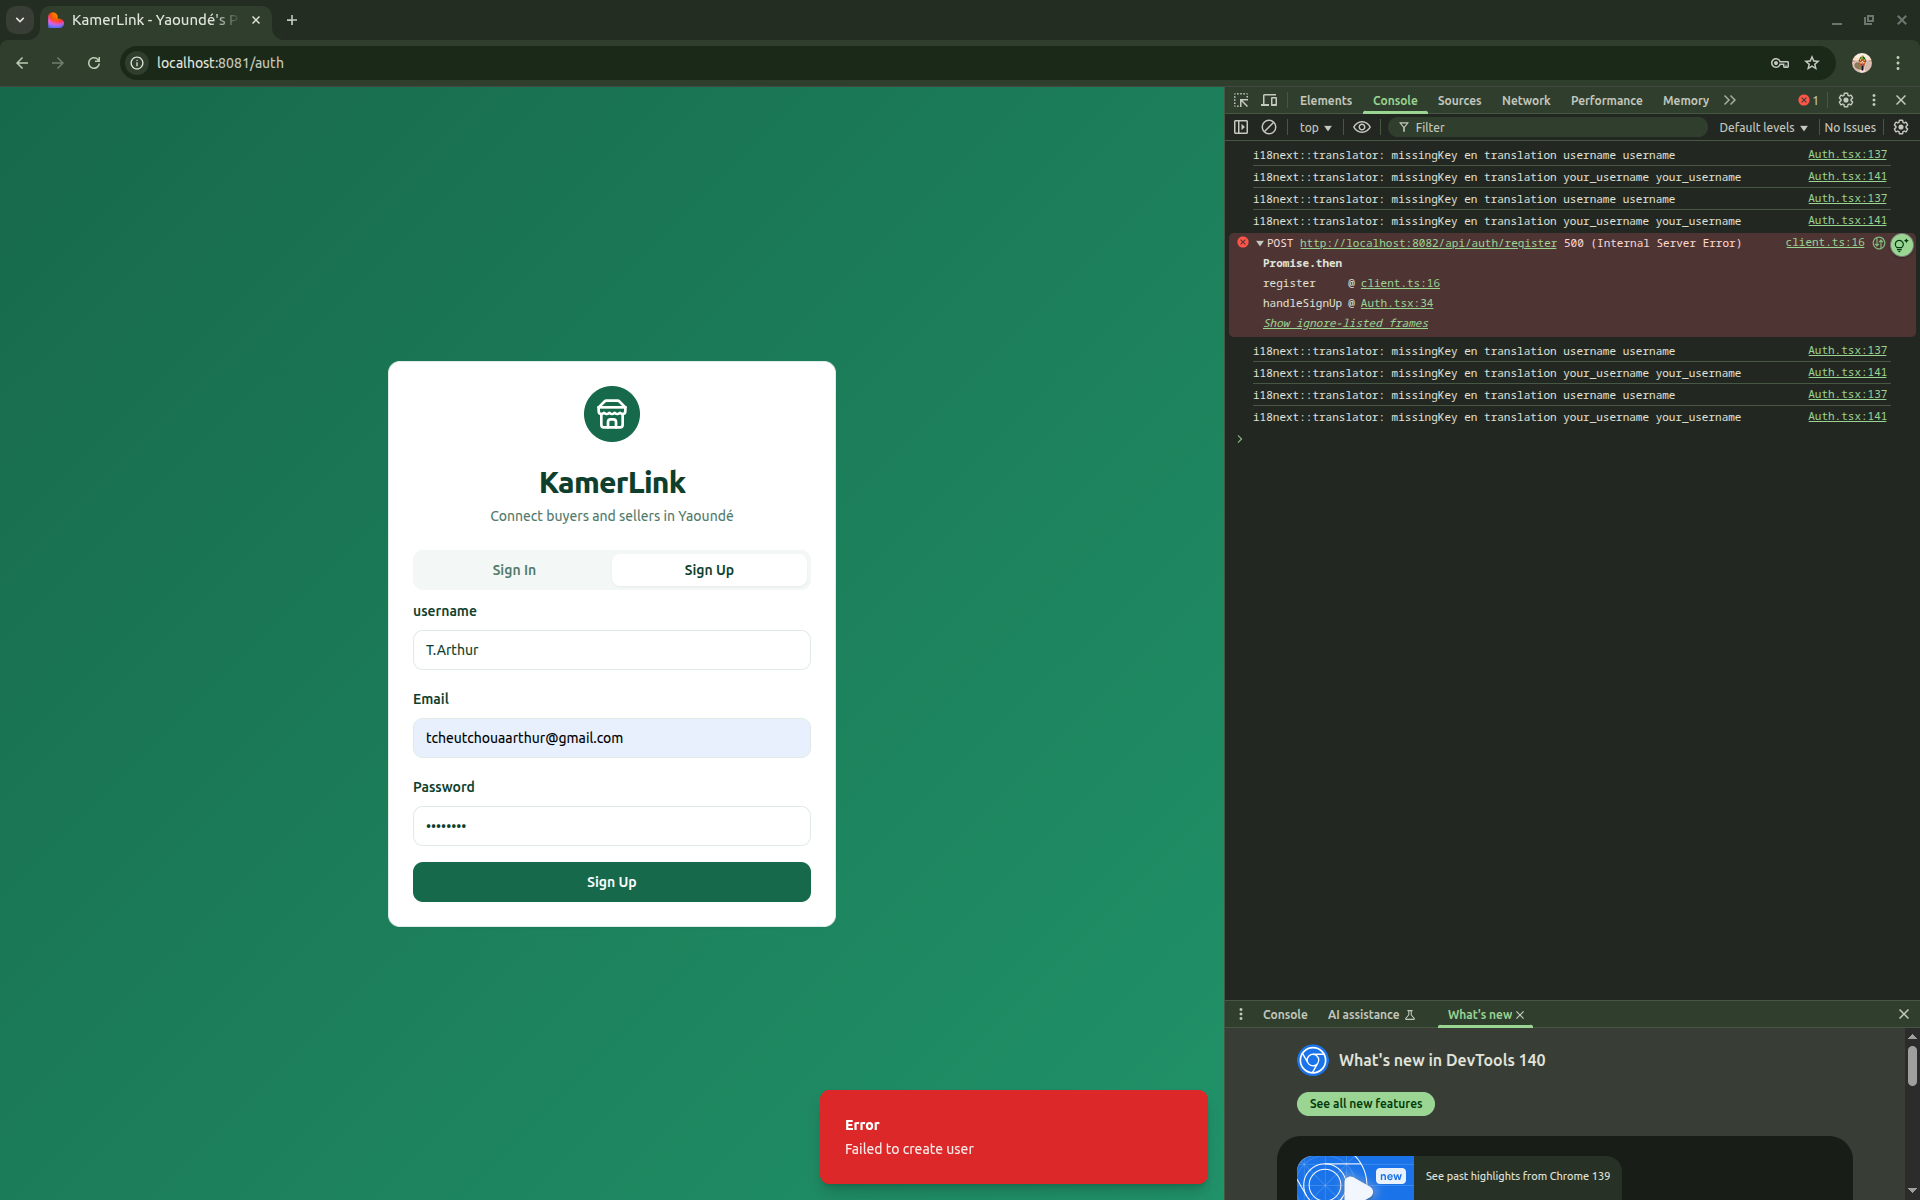 KamerLink - Yaoundé's P
localhost:8081/auth
KamerLink
Connect buyers and sellers in Yaoundé
Sign In
Sign Up
username
T.Arthur
Email
tcheutchouaarthur@gmail.com
Password
••••••••
Sign Up
Error
Failed to create user
Elements Console Sources Network Performance Memory 1
top Filter Default levels No Issues
i18next::translator: missingKey en translation username username Auth.tsx:137
i18next::translator: missingKey en translation your_username your_username Auth.tsx:141
i18next::translator: missingKey en translation username username Auth.tsx:137
i18next::translator: missingKey en translation your_username your_username Auth.tsx:141
POST http://localhost:8082/api/auth/register 500 (Internal Server Error) client.ts:16
Promise.then
register @ client.ts:16
handleSignUp @ Auth.tsx:34
Show ignore-listed frames
i18next::translator: missingKey en translation username username Auth.tsx:137
i18next::translator: missingKey en translation your_username your_username Auth.tsx:141
i18next::translator: missingKey en translation username username Auth.tsx:137
i18next::translator: missingKey en translation your_username your_username Auth.tsx:141
Console AI assistance What's new
What's new in DevTools 140
See all new features
new
See past highlights from Chrome 139